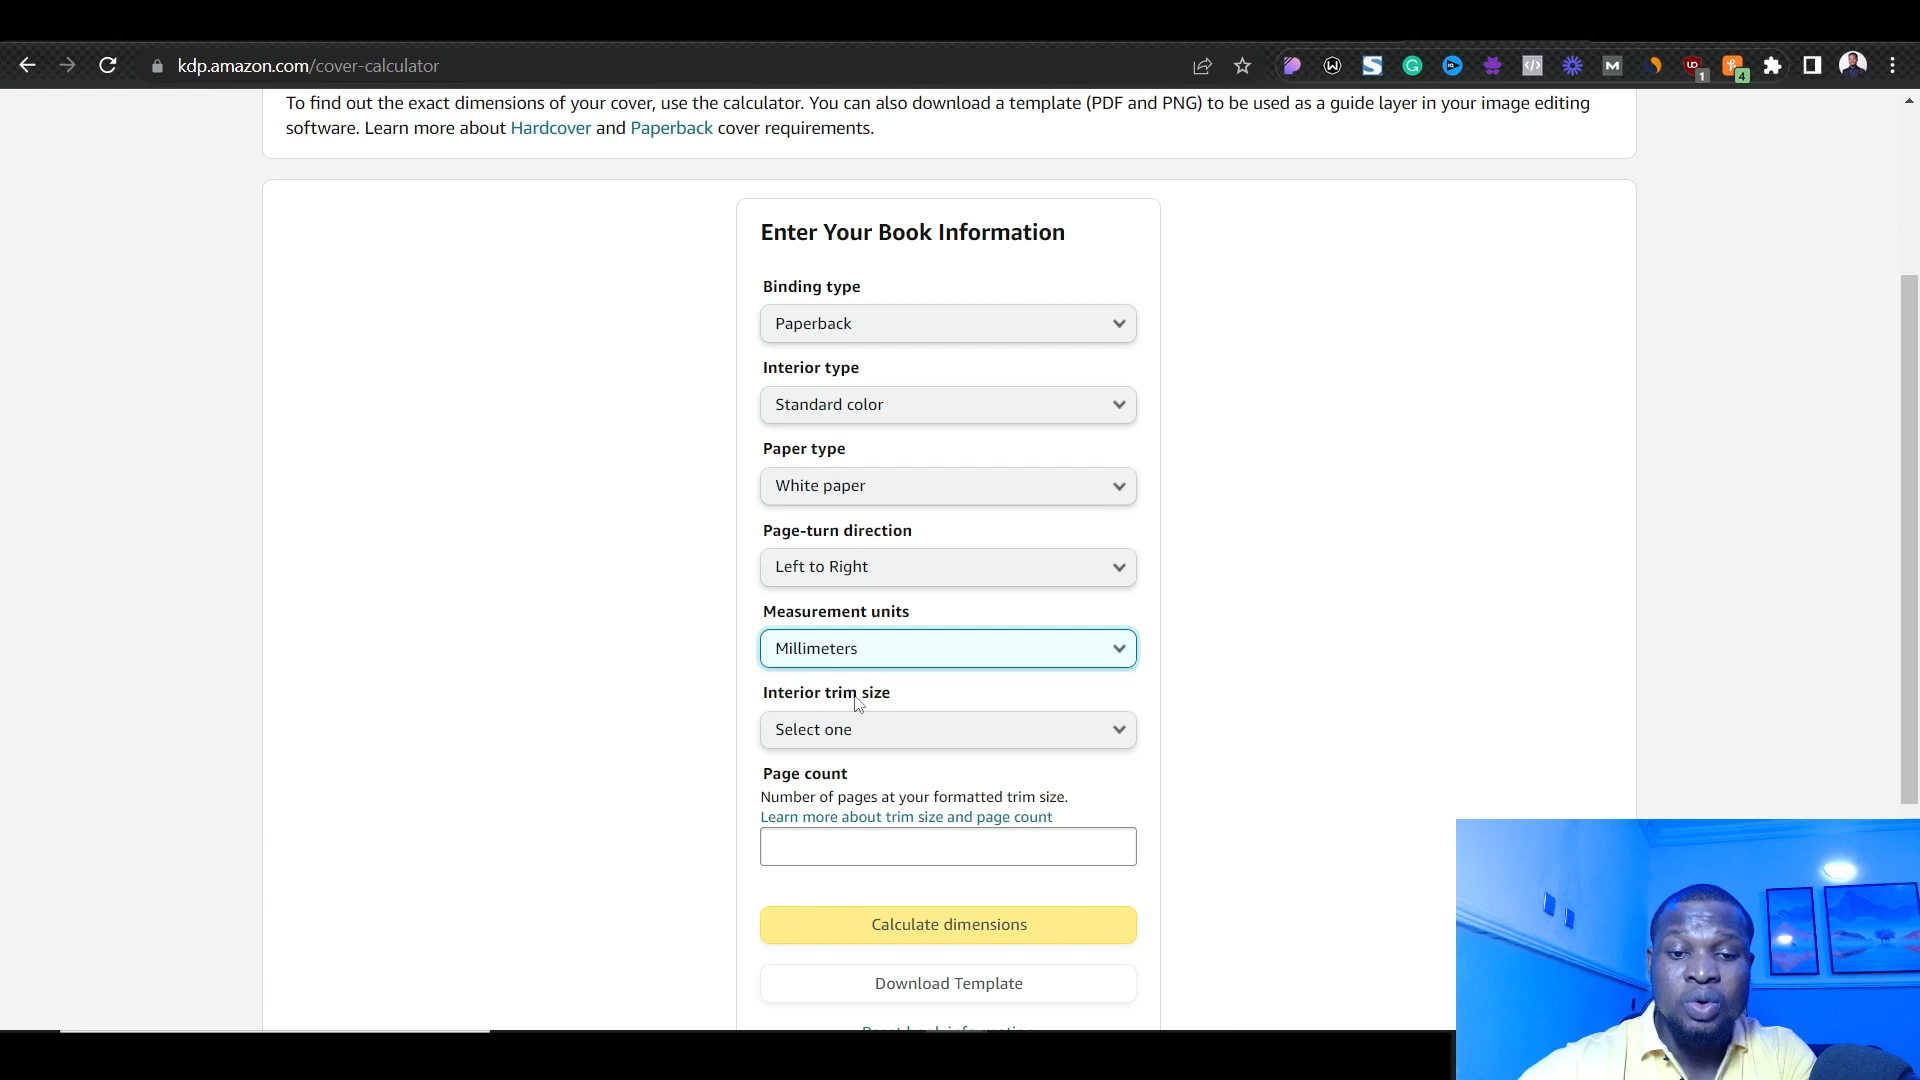 kdp.amazon.com/cover-calculator
1
4
To find out the exact dimensions of your cover, use the calculator. You can also download a template (PDF and PNG) to be used as a guide layer in your image editing
software. Learn more about Hardcover and Paperback cover requirements.
Enter Your Book Information
Binding type
Paperback
Interior type
Standard color
Paper type
White paper
Page-turn direction
Left to Right
Measurement units
Millimeters
Interior trim size
Select one
Page count
Number of pages at your formatted trim size.
Learn more about trim size and page count
Calculate dimensions
Download Template